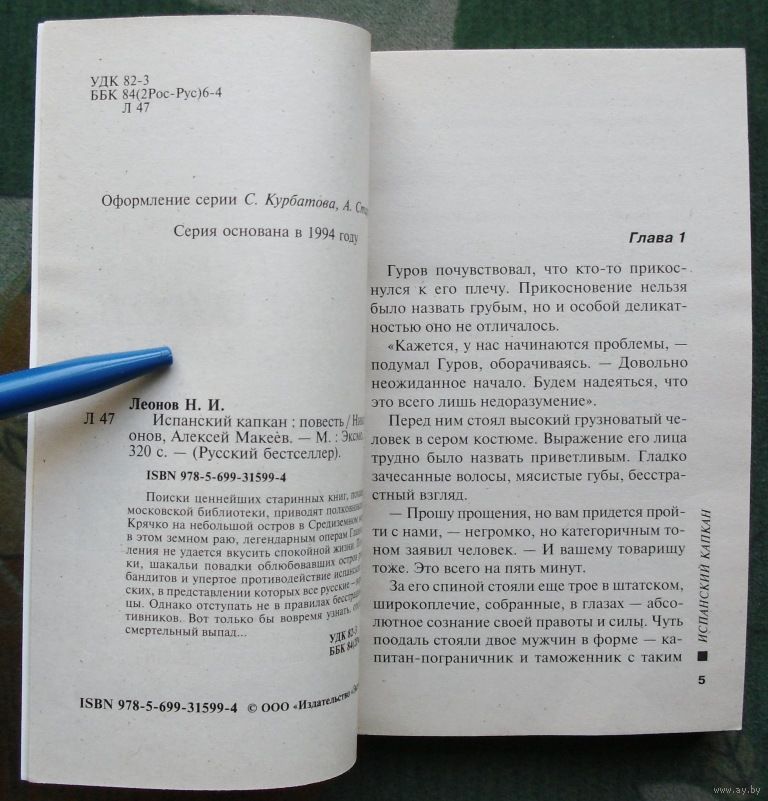 УДК 82-3
ББК 84(2Рос-Рус)6-4
Л 47
Оформление серии С. Курбатова, А.
Серия основана в 1994 году
Леонов Н. И.
Л 47 Испанский капкан : повесть /
онов, Алексей Макеев. — М. : Эксмо,
320 с. — (Русский бестселлер).
ISBN 978-5-699-31599-4
Поиски ценнейших старинных книг,
московской библиотеки, приводят
Крячко на небольшой остров в Средиземном
в этом земном раю, легендарным операм
ления не удается вкусить спокойной жизни.
ки, шакальи повадки облюбовавших остров
бандитов и упертое противодействие
ских, в представлении которых все русские —
цы. Однако отступать не в правилах
тивников. Вот только бы вовремя узнать,
смертельный выпад...
УДК 82-3
ББК
ISBN 978-5-699-31599-4 © ООО «Издательство
Глава 1
Гуров почувствовал, что кто-то прикос-
нулся к его плечу. Прикосновение нельзя
было назвать грубым, но и особой деликат-
ностью оно не отличалось.
«Кажется, у нас начинаются проблемы, —
подумал Гуров, оборачиваясь. — Довольно
неожиданное начало. Будем надеяться, что
это всего лишь недоразумение».
Перед ним стоял высокий грузноватый че-
ловек в сером костюме. Выражение его лица
трудно было назвать приветливым. Гладко
зачесанные волосы, мясистые губы, бесстра-
стный взгляд.
— Прошу прощения, но вам придется прой-
ти с нами, — негромко, но категоричным то-
ном заявил человек. — И вашему товарищу
тоже. Это всего на пять минут.
За его спиной стояли еще трое в штатском,
широкоплечие, собранные, в глазах — абсо-
лютное сознание своей правоты и силы. Чуть
поодаль стояли двое мужчин в форме — ка-
питан-пограничник и таможенник с таким
ИСПАНСКИЙ КАПКАН
5
www.ay.by